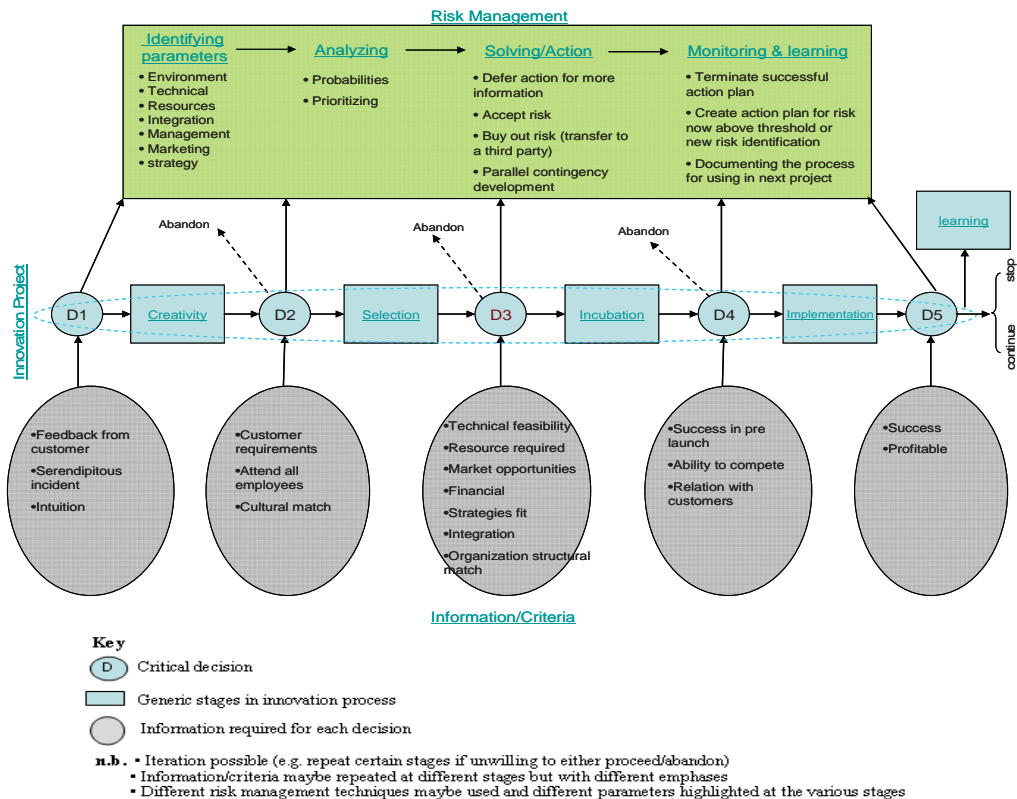 Risk Management
Identifying
parameters
• Environment
• Technical
• Resources
• Integration
• Management
• Marketing
• strategy
Analyzing
• Probabilities
• Prioritizing
Solving/Action
• Defer action for more
information
• Accept risk
• Buy out risk (transfer to
a third party)
• Parallel contingency
development
Monitoring & learning
• Terminate successful
action plan
• Create action plan for risk
now above threshold or
new risk identification
• Documenting the process
for using in next project
Abandon
Abandon
Abandon
learning
Innovation Project
D1
Creativity
D2
Selection
D3
Incubation
D4
Implementation
D5
stop
continue
•Feedback from
customer
•Serendipitous
incident
•Intuition
•Customer
requirements
•Attend all
employees
•Cultural match
•Technical feasibility
•Resource required
•Market opportunities
•Financial
•Strategies fit
•Integration
•Organization structural
match
•Success in pre
launch
•Ability to compete
•Relation with
customers
•Success
•Profitable
Information/Criteria
Key
D Critical decision
Generic stages in innovation process
Information required for each decision
n.b. ▪ Iteration possible (e.g. repeat certain stages if unwilling to either proceed/abandon)
▪ Information/criteria maybe repeated at different stages but with different emphases
▪ Different risk management techniques maybe used and different parameters highlighted at the various stages